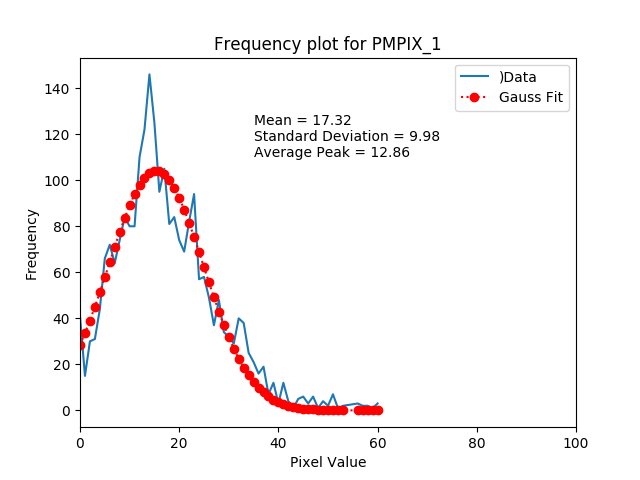 Frequency plot for PMPIX_1
)Data
Gauss Fit
Mean = 17.32
Standard Deviation = 9.98
Average Peak = 12.86
Frequency
140
120
100
80
60
40
20
0
0 20 40 60 80 100
Pixel Value